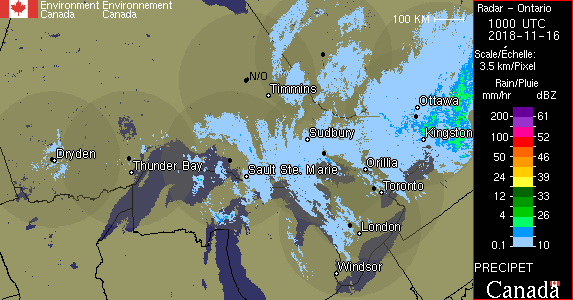 Environment Environnement
Canada Canada
100 KM
N/O
Timmins
Ottawa
Sudbury
Kingston
Dryden
Thunder Bay
Sault Ste. Marie
Orillia
Toronto
London
Windsor
Radar - Ontario
1000 UTC
2018-11-16
Scale/Échelle:
3.5 km/Pixel
Rain/Pluie
mm/hr dBZ
200 61
100 52
50 46
24 39
12 33
4 26
0.1 10
PRECIPET
Canada